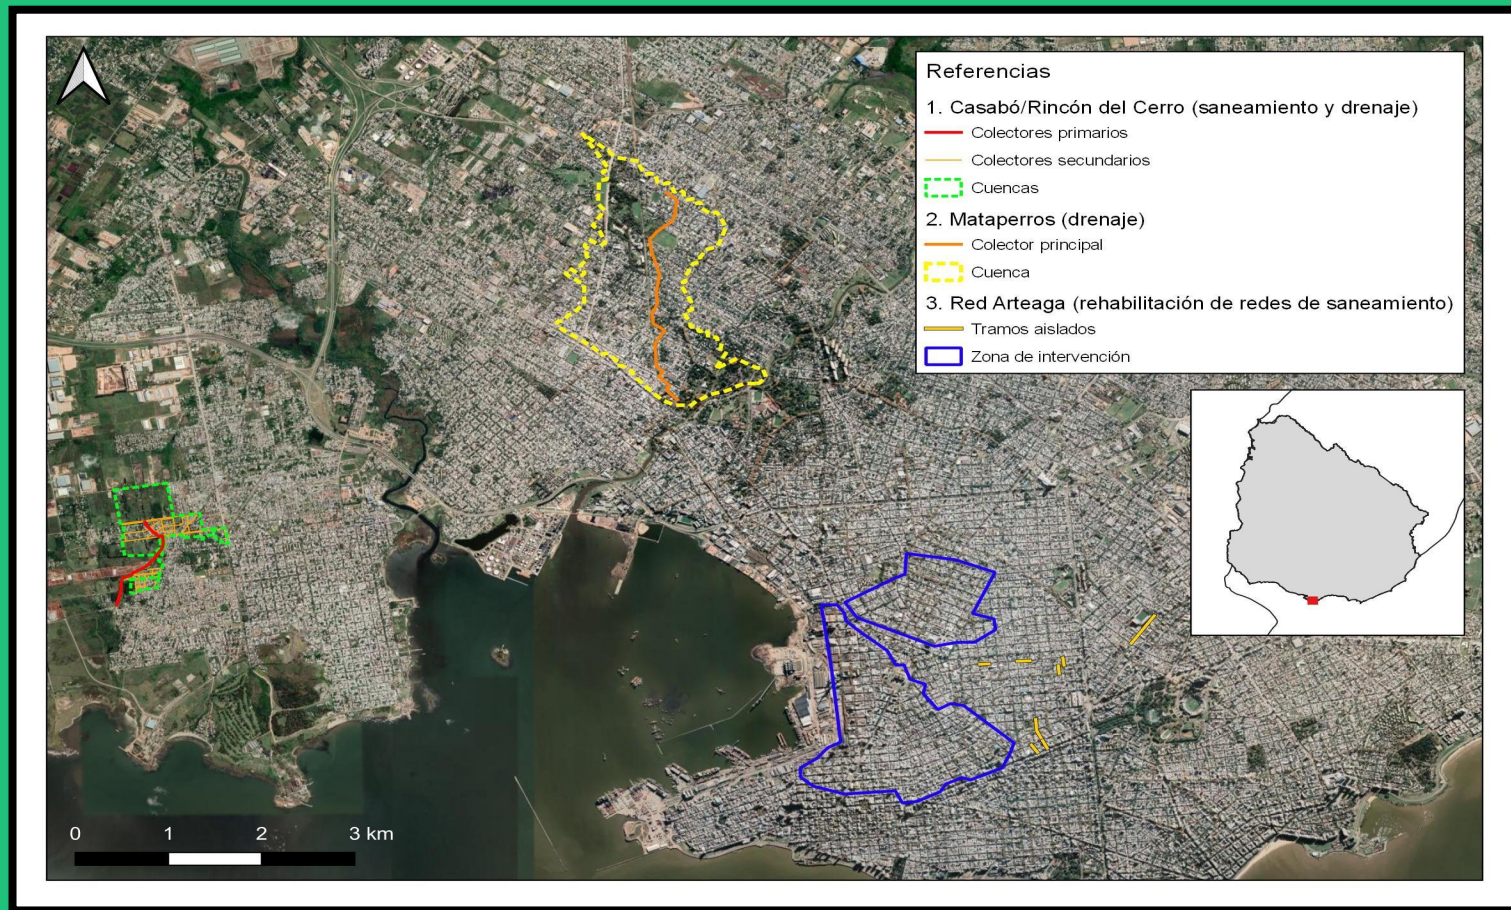 Referencias
1. Casabó/Rincón del Cerro (saneamiento y drenaje)
Colectores primarios
Colectores secundarios
Cuencas
2. Mataperros (drenaje)
Colector principal
Cuenca
3. Red Arteaga (rehabilitación de redes de saneamiento)
Tramos aislados
Zona de intervención
0 1 2 3 km